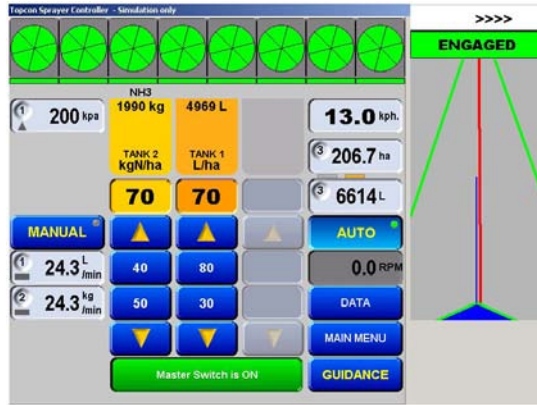 Topcon Sprayer Controller - Simulation only
>>>>
ENGAGED
NH3
1990 kg
4969 L
1
200 kpa
13.0 kph.
TANK 2
kgN/ha
TANK 1
L/ha
3
206.7 ha
70
70
3
6614 L
MANUAL
AUTO
1
24.3 L/min
40
80
0.0 RPM
2
24.3 kg/min
50
30
DATA
MAIN MENU
Master Switch is ON
GUIDANCE